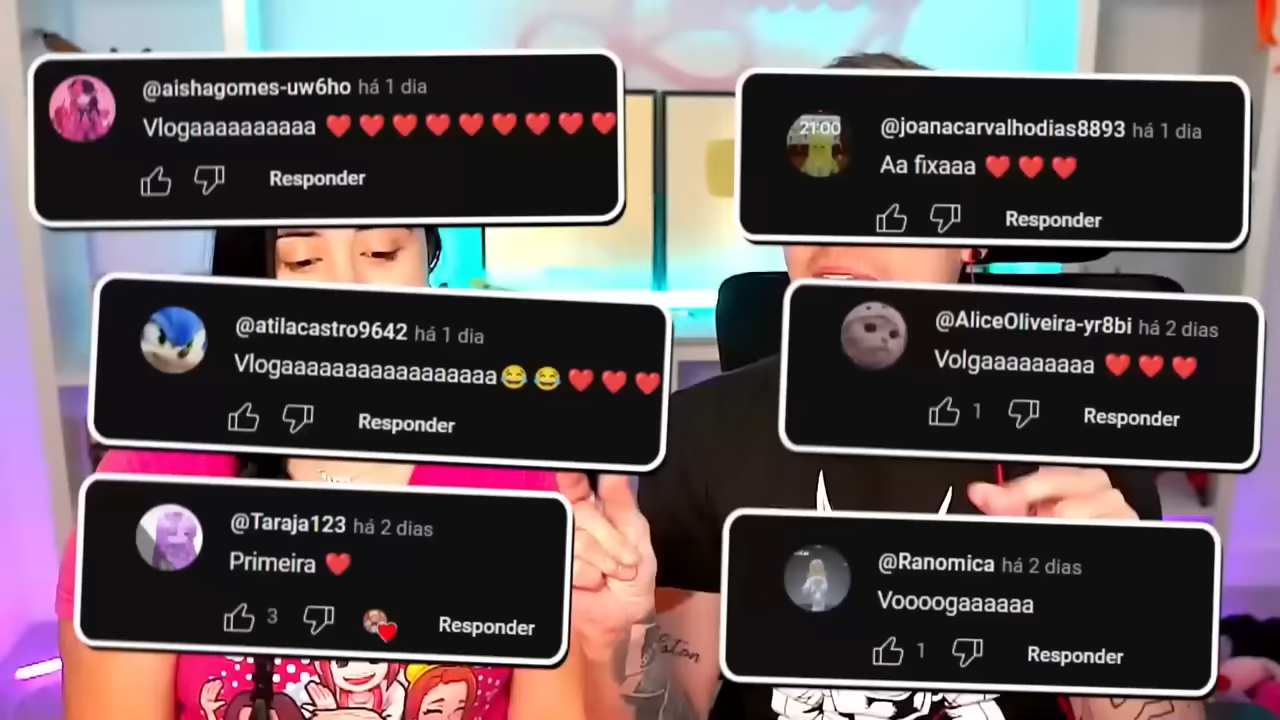 @aishagomes-uw6ho há 1 dia
Vlogaaaaaaaaaaa ❤️❤️❤️❤️❤️❤️❤️❤️❤️
Responder
@atilacastro9642 há 1 dia
Vlogaaaaaaaaaaaaaaaaa😂😂❤️❤️❤️
Responder
@Taraja123 há 2 dias
Primeira ❤️
3 Responder
21:00
@joanacarvalhodias8893 há 1 dia
Aa fixaaa ❤️❤️❤️
Responder
@AliceOliveira-yr8bi há 2 dias
Volgaaaaaaaaa ❤️❤️❤️
1 Responder
@Ranomica há 2 dias
Voooogaaaaaa
1 Responder